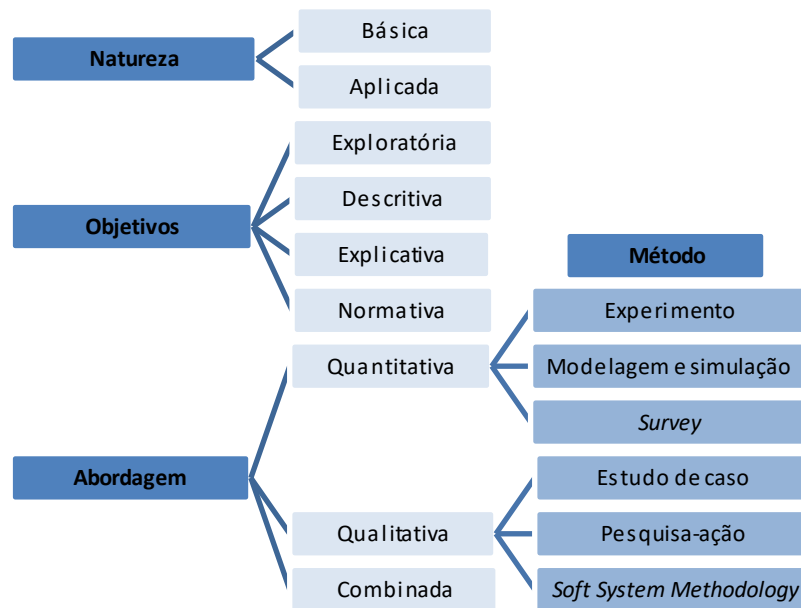 Natureza
Básica
Aplicada
Objetivos
Exploratória
Descritiva
Explicativa
Normativa
Abordagem
Quantitativa
Qualitativa
Combinada
Método
Experimento
Modelagem e simulação
Survey
Estudo de caso
Pesquisa-ação
Soft System Methodology